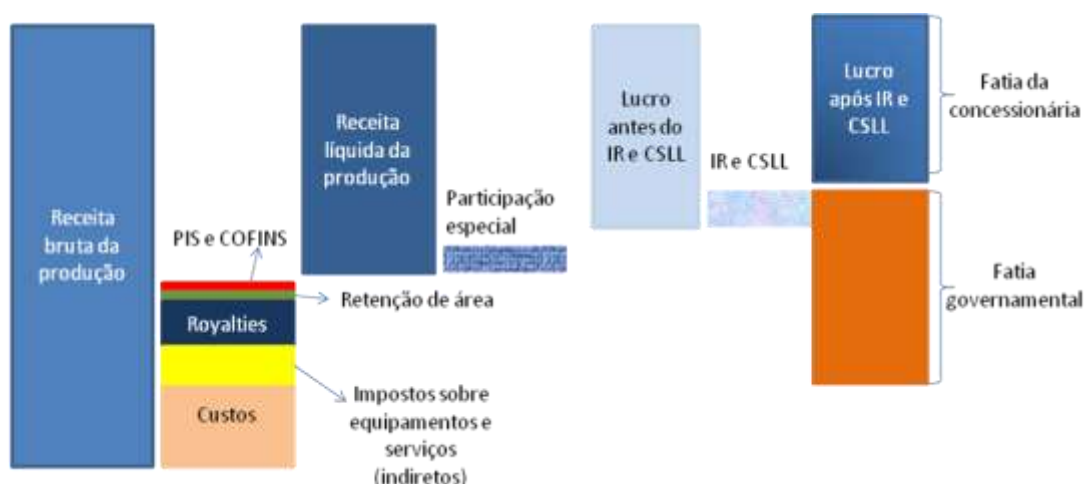 Receita
bruta da
produção
PIS e COFINS
Retenção de área
Royalties
Custos
Impostos sobre
equipamentos e
serviços
(indiretos)
Receita
líquida da
produção
Participação
especial
Lucro
antes do
IR e CSLL
IR e CSLL
Lucro
após IR e
CSLL
Fatia da
concessionária
Fatia
governamental